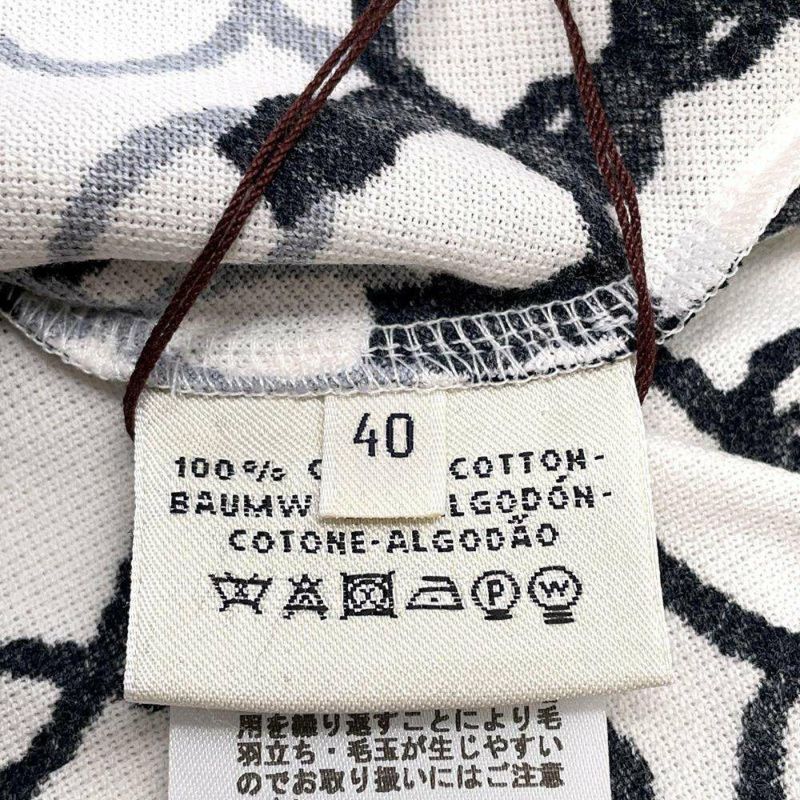 40
100% C COTTON-
BAUMW LGODÓN-
COTONE-ALGODÃO
P W
用を繰り返すことにより毛
羽立ち・毛玉が生じやすい
のでお取り扱いにはご注意